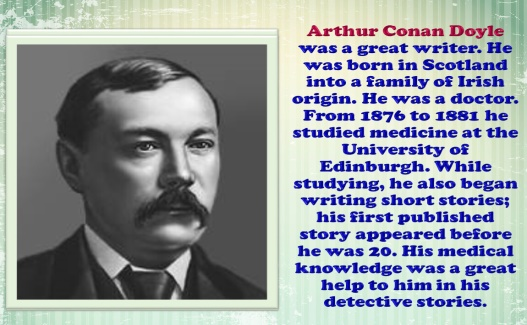 Arthur Conan Doyle
was a great writer. He
was born in Scotland
into a family of Irish
origin. He was a doctor.
From 1876 to 1881 he
studied medicine at the
University of
Edinburgh. While
studying, he also began
writing short stories;
his first published
story appeared before
he was 20. His medical
knowledge was a great
help to him in his
detective stories.